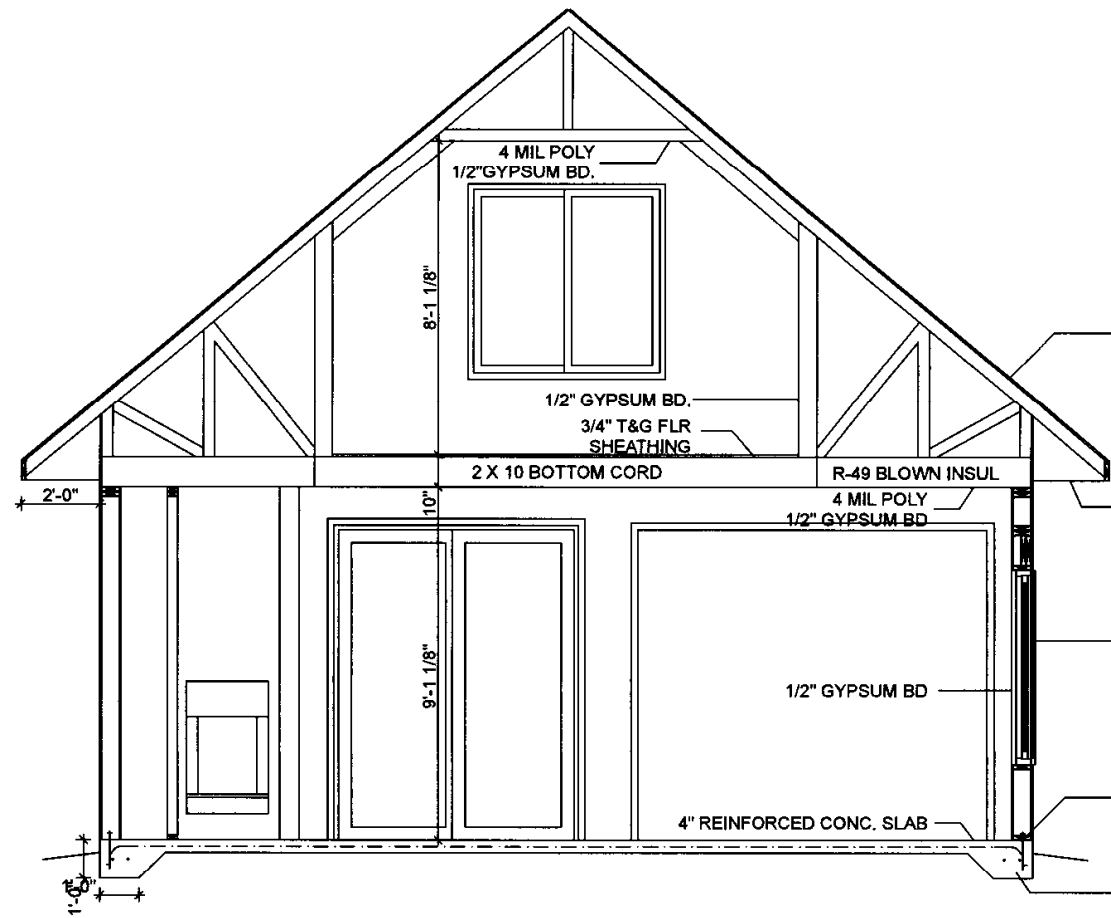 4 MIL POLY
1/2"GYPSUM BD.
8'-1 1/8"
1/2" GYPSUM BD.
3/4" T&G FLR
SHEATHING
2 X 10 BOTTOM CORD
R-49 BLOWN INSUL
2'-0"
10"
4 MIL POLY
1/2" GYPSUM BD
9'-1 1/8"
1/2" GYPSUM BD
4" REINFORCED CONC. SLAB
1'-0"